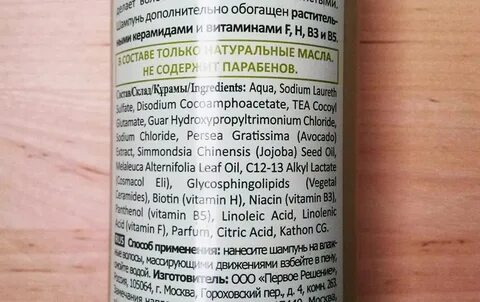 делает
Шампунь дополнительно обогащен раститель-
ными керамидами и витаминами F, H, B3 и B5.
В СОСТАВЕ ТОЛЬКО НАТУРАЛЬНЫЕ МАСЛА.
НЕ СОДЕРЖИТ ПАРАБЕНОВ.
Состав/Склад/Құрамы/Ingredients: Aqua, Sodium Laureth
Sulfate, Disodium Cocoamphoacetate, TEA Cocoyl
Glutamate, Guar Hydroxypropyltrimonium Chloride,
Sodium Chloride, Persea Gratissima (Avocado)
Extract, Simmondsia Chinensis (Jojoba) Seed Oil,
Melaleuca Alternifolia Leaf Oil, C12-13 Alkyl Lactate
(Cosmacol Eli), Glycosphingolipids (Vegetal
Ceramides), Biotin (vitamin H), Niacin (vitamin B3),
Panthenol (vitamin B5), Linoleic Acid, Linolenic
Acid (vitamin F), Parfum, Citric Acid, Kathon CG.
RUS Способ применения: нанесите шампунь на влаж-
ные волосы, массирующими движениями взбейте в пену,
смойте водой. Изготовитель: ООО «Первое Решение»,
Россия, 105064, г. Москва, Гороховский пер., д. 4, ком. 263.
Москва,